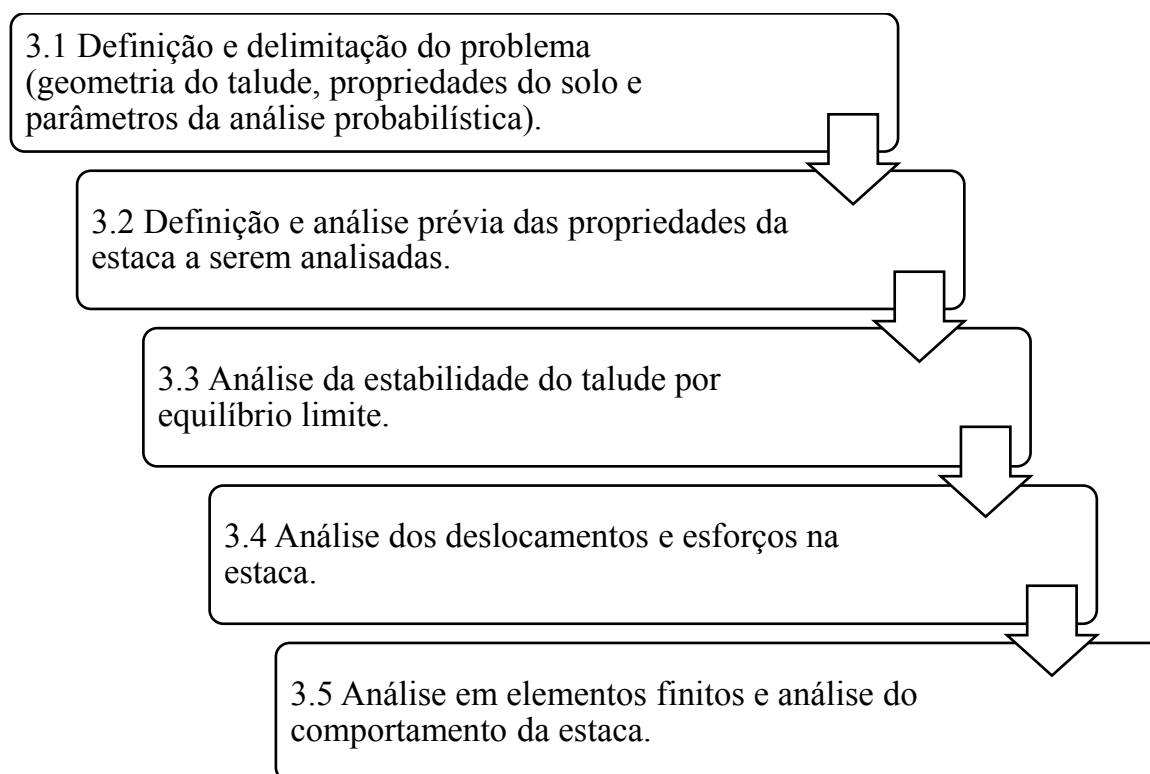 3.1 Definição e delimitação do problema
(geometria do talude, propriedades do solo e
parâmetros da análise probabilística).
3.2 Definição e análise prévia das propriedades da
estaca a serem analisadas.
3.3 Análise da estabilidade do talude por
equilíbrio limite.
3.4 Análise dos deslocamentos e esforços na
estaca.
3.5 Análise em elementos finitos e análise do
comportamento da estaca.